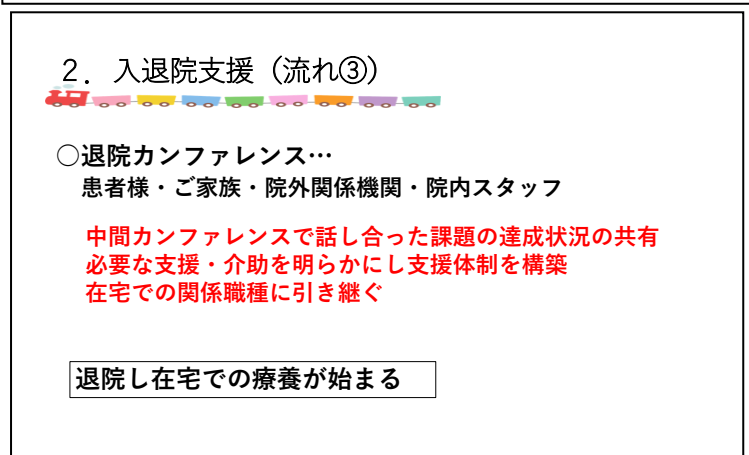 ２．入退院支援（流れ③）
○退院カンファレンス…
患者様・ご家族・院外関係機関・院内スタッフ
中間カンファレンスで話し合った課題の達成状況の共有
必要な支援・介助を明らかにし支援体制を構築
在宅での関係職種に引き継ぐ
退院し在宅での療養が始まる